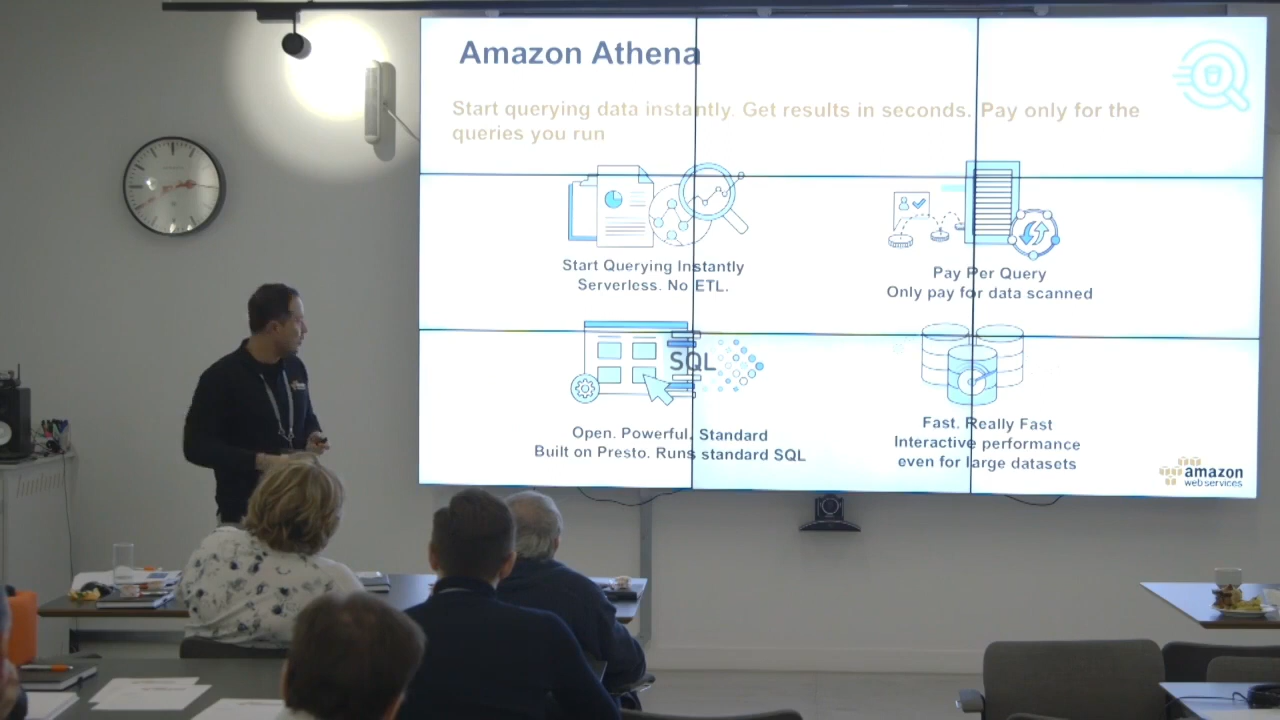 Amazon Athena
Start querying data instantly. Get results in seconds. Pay only for the
queries you run
Start Querying Instantly
Serverless. No ETL.
Pay Per Query
Only pay for data scanned
SQL
Open. Powerful. Standard
Built on Presto. Runs standard SQL
Fast. Really Fast
Interactive performance
even for large datasets
amazon
web services